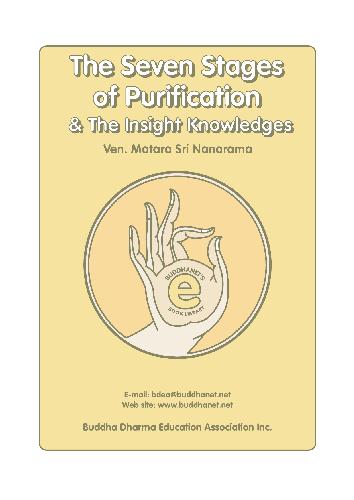 The Seven Stages
of Purification
& The Insight Knowledges
Ven. Matara Sri Nanarama
BUDDHANET'S
e
BOOK LIBRARY
E-mail: bdea@buddhanet.net
Web site: www.buddhanet.net
Buddha Dharma Education Association Inc.